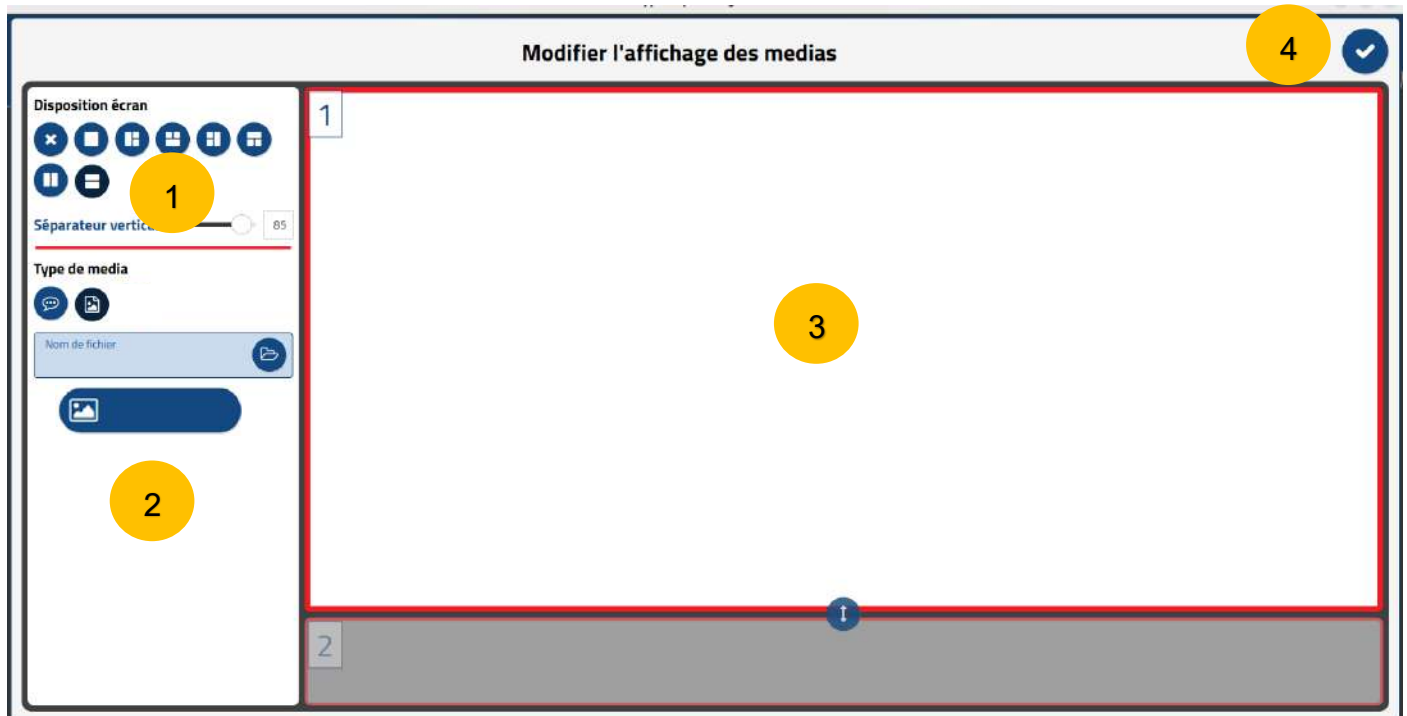 Modifier l'affichage des medias
4
Disposition écran
1
1
Séparateur vertic
85
Type de media
Nom de fichier
3
2
2